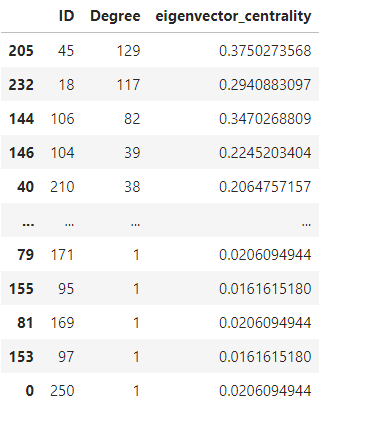 ID Degree eigenvector_centrality
205 45 129 0.3750273568
232 18 117 0.2940883097
144 106 82 0.3470268809
146 104 39 0.2245203404
40 210 38 0.2064757157
... ... ... ...
79 171 1 0.0206094944
155 95 1 0.0161615180
81 169 1 0.0206094944
153 97 1 0.0161615180
0 250 1 0.0206094944